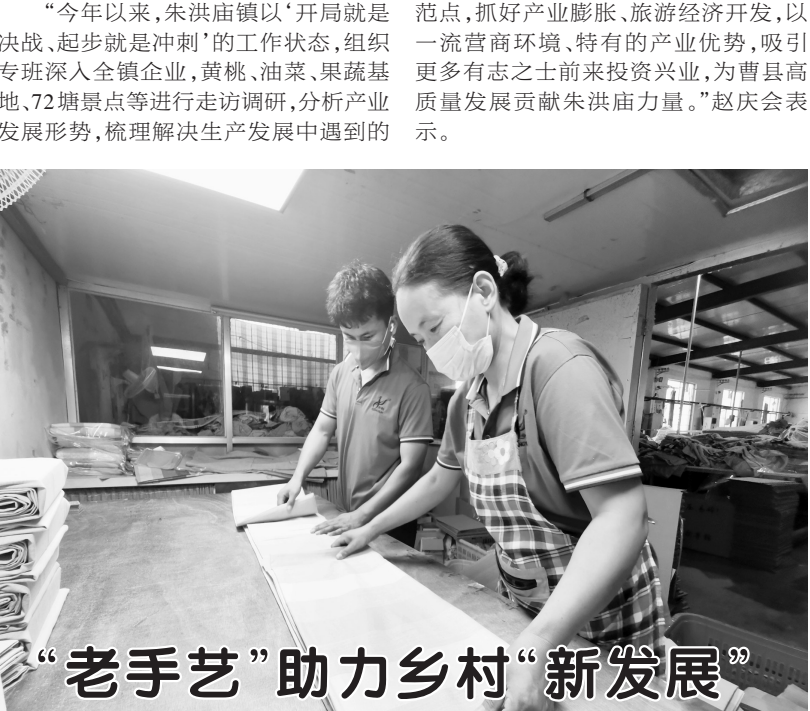 “今年以来,朱洪庙镇以‘开局就是
决战、起步就是冲刺’的工作状态,组织
专班深入全镇企业,黄桃、油菜、果蔬基
地、72塘景点等进行走访调研,分析产业
发展形势,梳理解决生产发展中遇到的
范点,抓好产业膨胀、旅游经济开发,以
一流营商环境、特有的产业优势,吸引
更多有志之士前来投资兴业,为曹县高
质量发展贡献朱洪庙力量。”赵庆会表
示。
“老手艺”助力乡村“新发展”